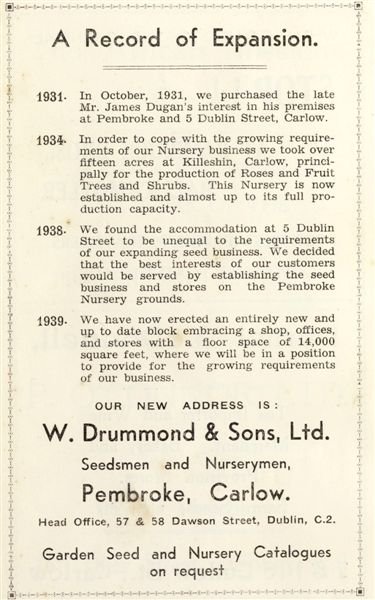 A Record of Expansion.
1931. In October, 1931, we purchased the late
Mr. James Dugan's interest in his premises
at Pembroke and 5 Dublin Street, Carlow.
1934. In order to cope with the growing require-
ments of our Nursery business we took over
fifteen acres at Killeshin, Carlow, princi-
pally for the production of Roses and Fruit
Trees and Shrubs. This Nursery is now
established and almost up to its full pro-
duction capacity.
1938. We found the accommodation at 5 Dublin
Street to be unequal to the requirements
of our expanding seed business. We decided
that the best interests of our customers
would be served by establishing the seed
business and stores on the Pembroke
Nursery grounds.
1939. We have now erected an entirely new and
up to date block embracing a shop, offices,
and stores with a floor space of 14,000
square feet, where we will be in a position
to provide for the growing requirements
of our business.
OUR NEW ADDRESS IS:
W. Drummond & Sons, Ltd.
Seedsmen and Nurserymen,
Pembroke, Carlow.
Head Office, 57 & 58 Dawson Street, Dublin, C.2.
Garden Seed and Nursery Catalogues
on request